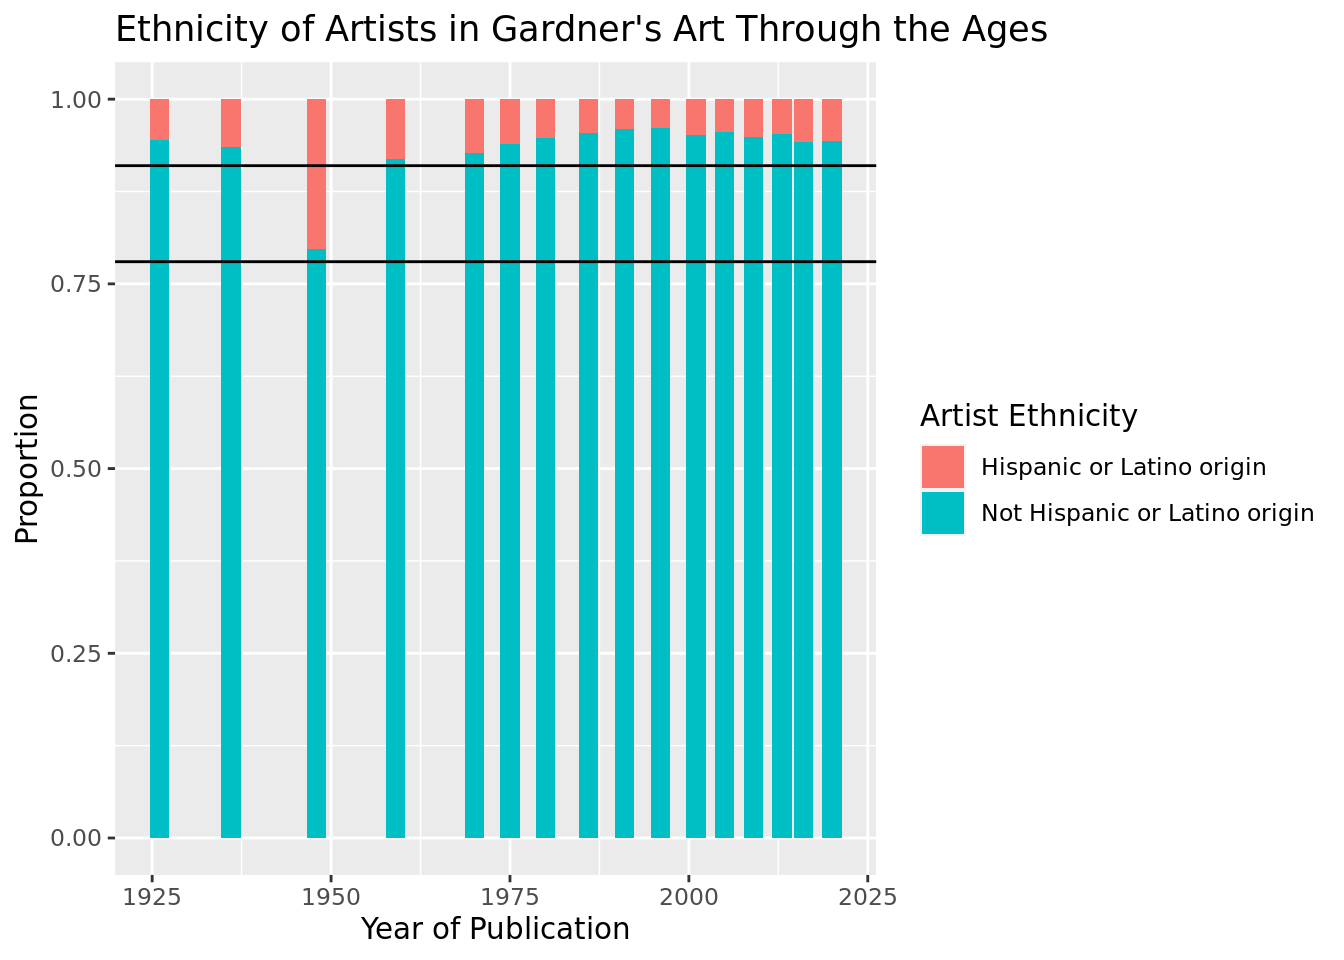 Ethnicity of Artists in Gardner's Art Through the Ages
1.00
0.75
0.50
0.25
0.00
Proportion
1925 1950 1975 2000 2025
Year of Publication
Artist Ethnicity
Hispanic or Latino origin
Not Hispanic or Latino origin